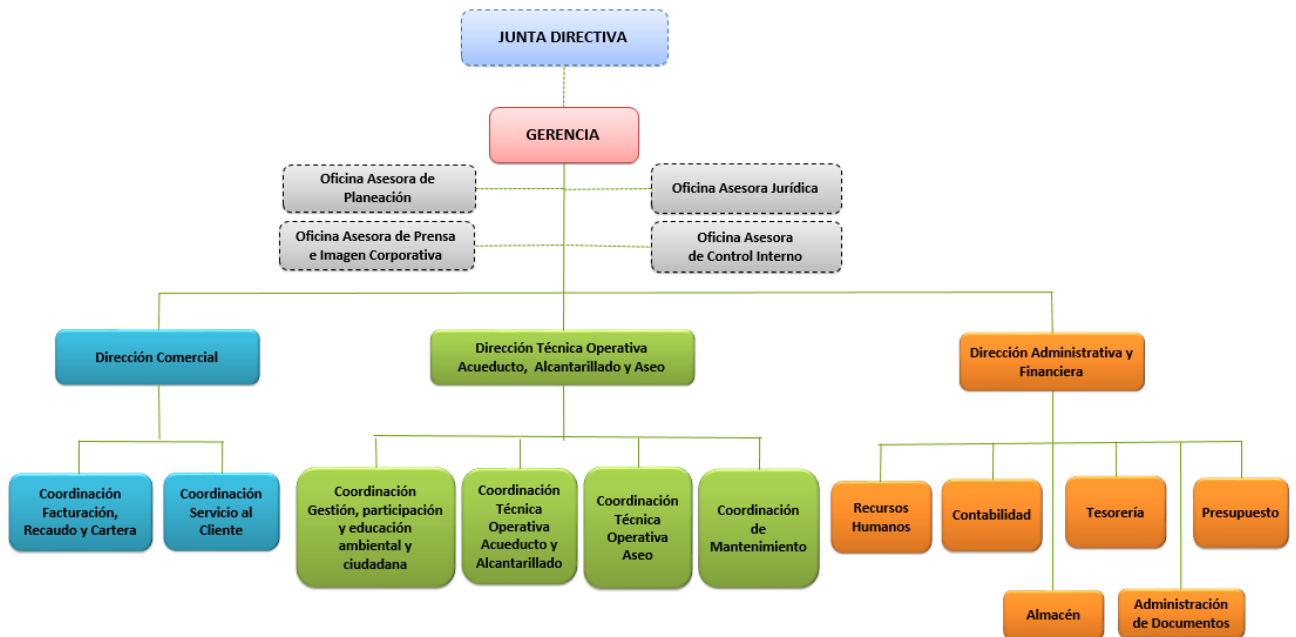 JUNTA DIRECTIVA
GERENCIA
Oficina Asesora de
Planeación
Oficina Asesora Jurídica
Oficina Asesora de Prensa
e Imagen Corporativa
Oficina Asesora
de Control Interno
Dirección Comercial
Dirección Técnica Operativa
Acueducto, Alcantarillado y Aseo
Dirección Administrativa y
Financiera
Coordinación
Facturación,
Recaudo y Cartera
Coordinación
Servicio al
Cliente
Coordinación
Gestión, participación
y educación
ambiental y
ciudadana
Coordinación
Técnica
Operativa
Acueducto y
Alcantarillado
Coordinación
Técnica
Operativa
Aseo
Coordinación
de
Mantenimiento
Recursos
Humanos
Contabilidad
Tesorería
Presupuesto
Almacén
Administración
de Documentos